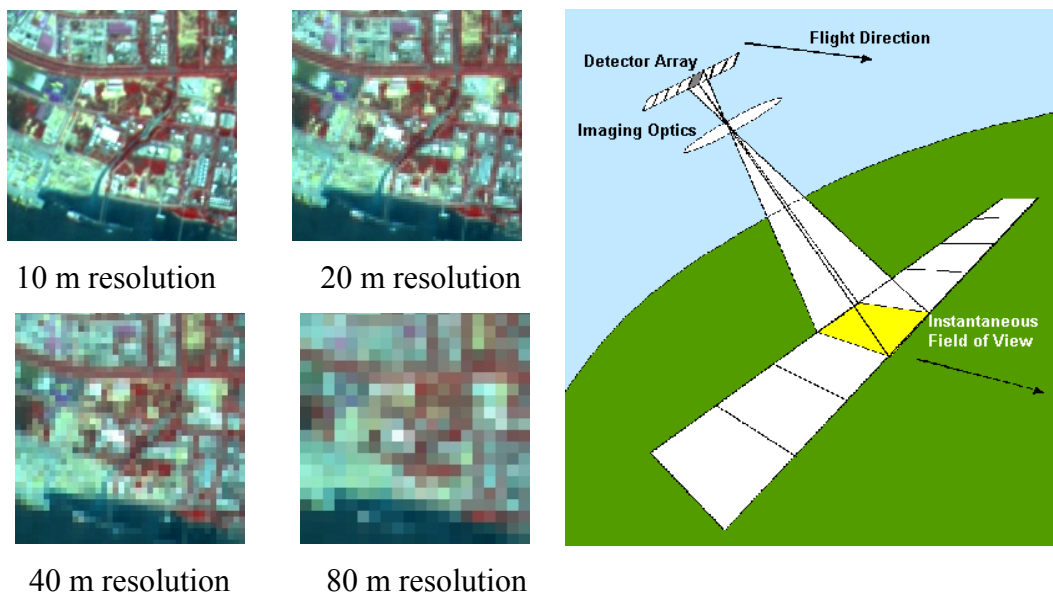 10 m resolution
20 m resolution
40 m resolution
80 m resolution
Flight Direction
Detector Array
Imaging Optics
Instantaneous
Field of View